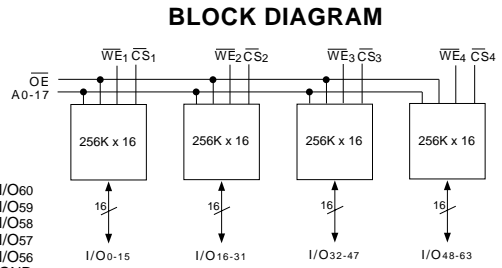 BLOCK DIAGRAM
WE1 CS1 WE2 CS2 WE3 CS3 WE4 CS4
OE
A0-17
256K x 16 256K x 16 256K x 16 256K x 16
I/O60
I/O59
16 16 16 16
I/O58
I/O57
I/O56
I/O0-15 I/O16-31 I/O32-47 I/O48-63